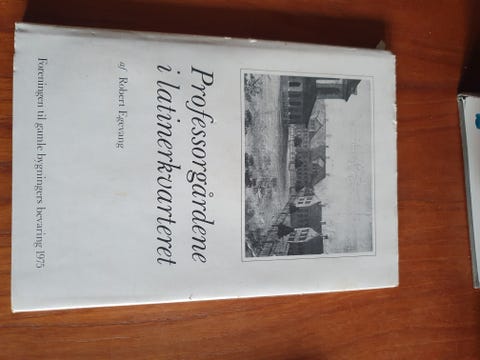 Professorgårdene
i latinerkvarteret
af Robert Egevang
Foreningen til gamle bygningers bevaring 1975